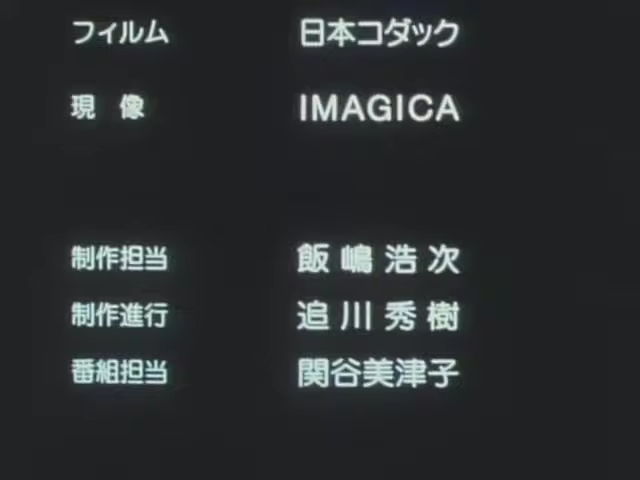 フィルム 日本コダック
現像 IMAGICA
制作担当 飯嶋浩次
制作進行 追川秀樹
番組担当 関谷美津子